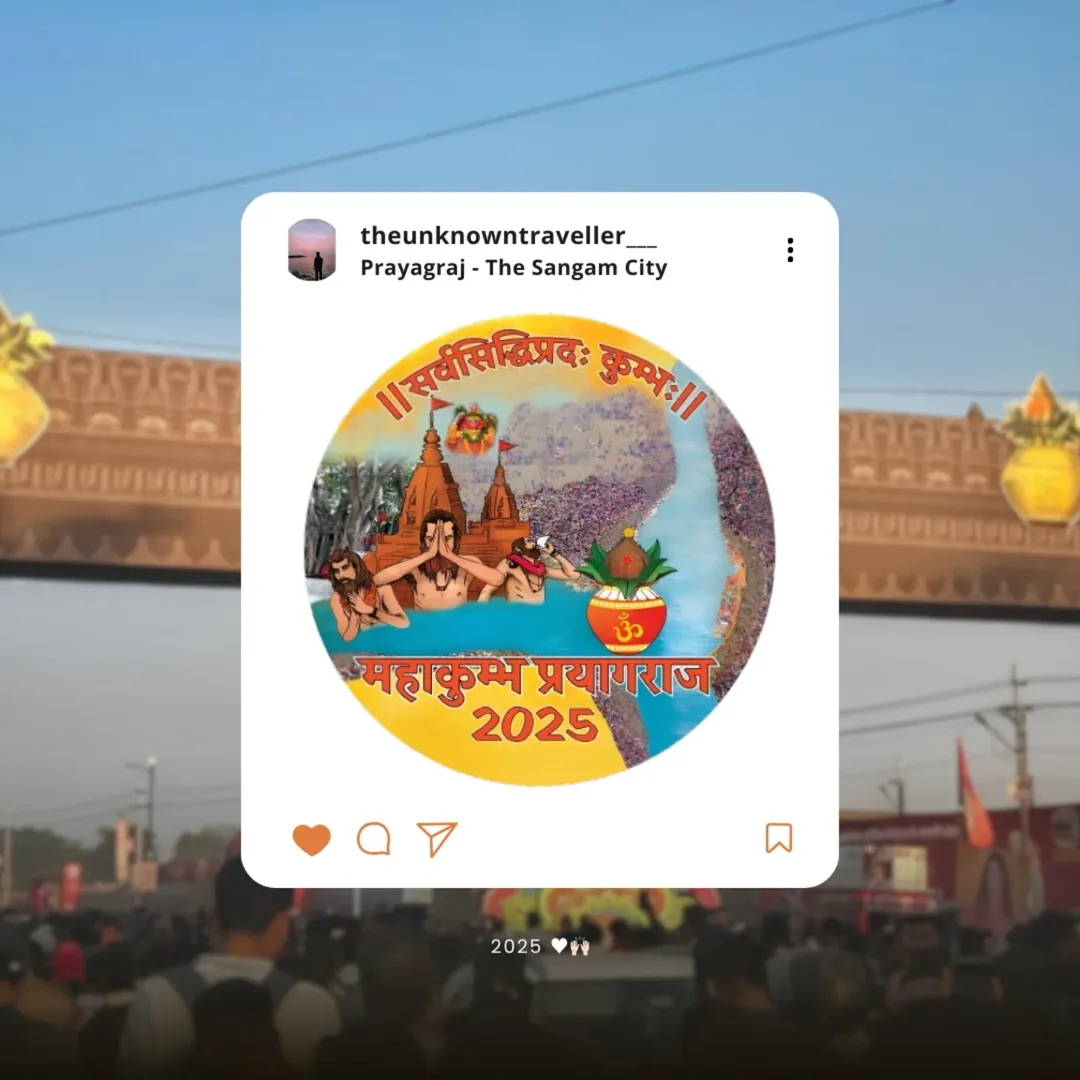 theunknowntraveller___
Prayagraj - The Sangam City
||सर्वसिद्धिप्रदः कुम्भः||
ॐ
महाकुम्भ प्रयागराज
2025
2025 🤍🙌🏻